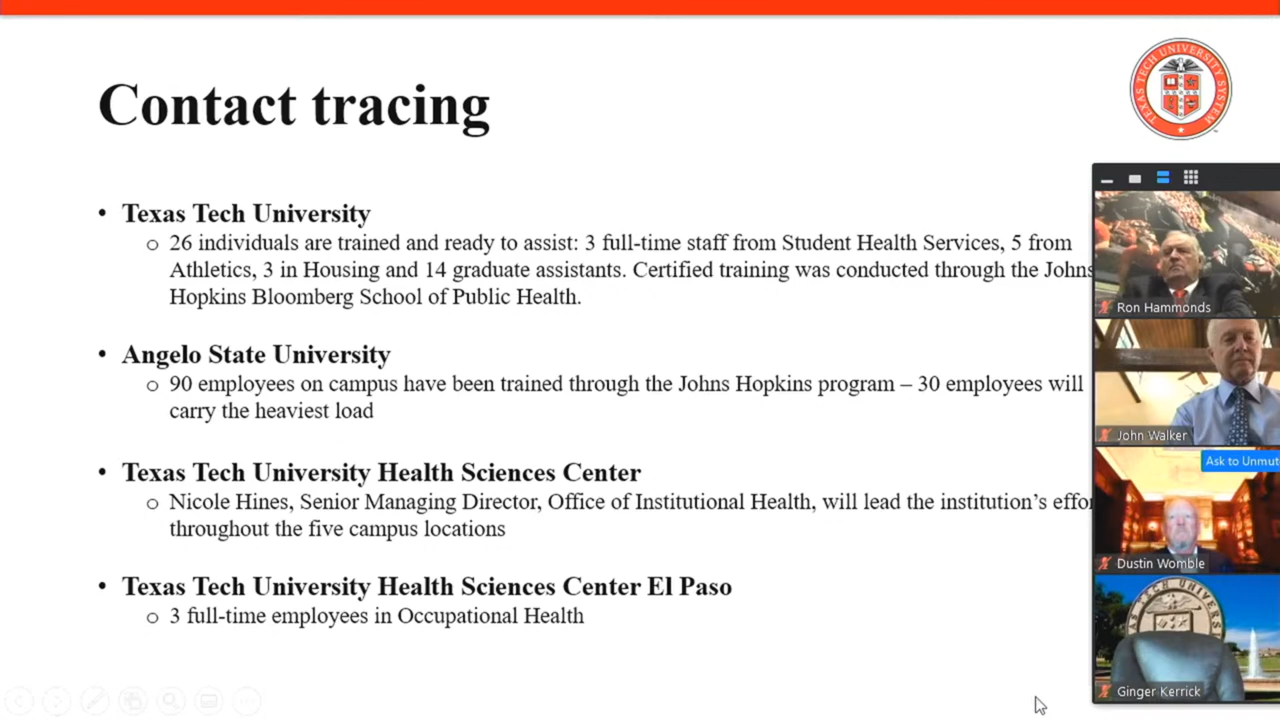 Contact tracing
TEXAS TECH UNIVERSITY SYSTEM
• Texas Tech University
o 26 individuals are trained and ready to assist: 3 full-time staff from Student Health Services, 5 from
Athletics, 3 in Housing and 14 graduate assistants. Certified training was conducted through the Johns
Hopkins Bloomberg School of Public Health.
• Angelo State University
o 90 employees on campus have been trained through the Johns Hopkins program – 30 employees will
carry the heaviest load
• Texas Tech University Health Sciences Center
o Nicole Hines, Senior Managing Director, Office of Institutional Health, will lead the institution’s effor
throughout the five campus locations
• Texas Tech University Health Sciences Center El Paso
o 3 full-time employees in Occupational Health
Ron Hammonds
John Walker
Ask to Unmut
Dustin Womble
TECH UNIVERS
Ginger Kerrick